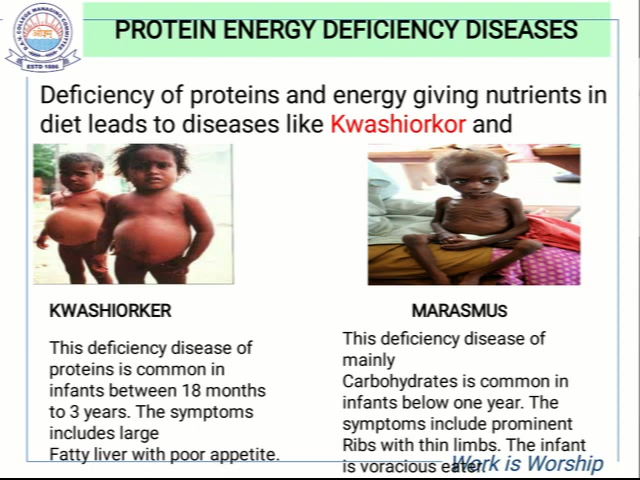 PROTEIN ENERGY DEFICIENCY DISEASES
ESTD 1886
Deficiency of proteins and energy giving nutrients in
diet leads to diseases like Kwashiorkor and
KWASHIORKER
This deficiency disease of
proteins is common in
infants between 18 months
to 3 years. The symptoms
includes large
Fatty liver with poor appetite.
MARASMUs
This deficiency disease of
mainly
Carbohydrates is common in
infants below one year. The
symptoms include prominent
Ribs with thin limbs. The infant
is voracious eater.
Work is Worship